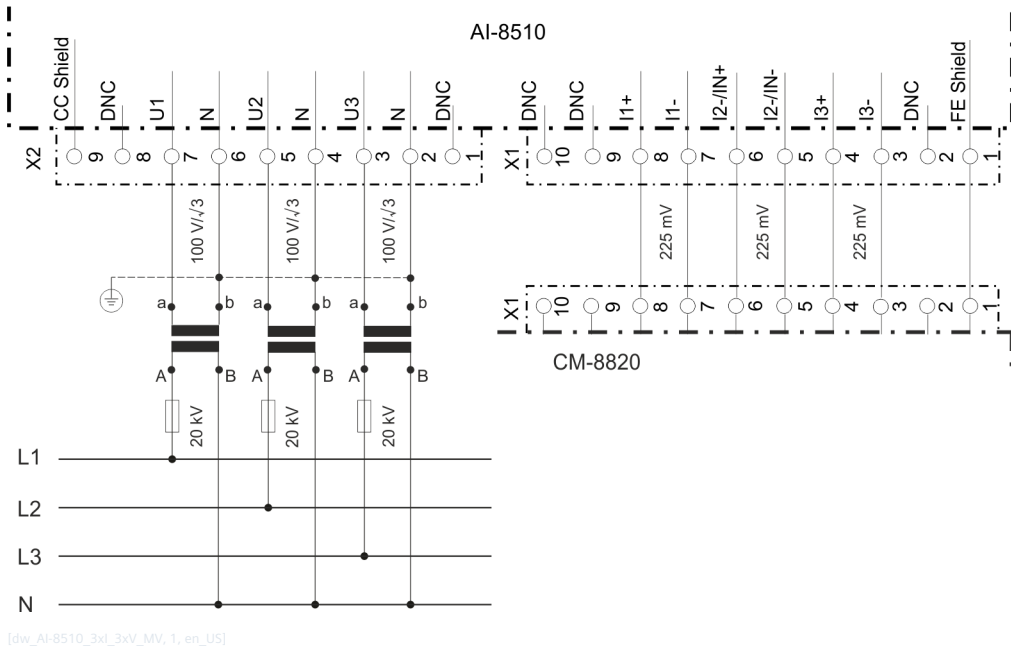 AI-8510
CC Shield
DNC
U1
N
U2
N
U3
N
DNC
DNC
DNC
I1+
I1-
I2-/IN+
I2-/IN-
I3+
I3-
DNC
FE Shield
X2
9
8
7
6
5
4
3
2
1
X1
10
9
8
7
6
5
4
3
2
1
100 V/√3
100 V/√3
100 V/√3
225 mV
225 mV
225 mV
a
b
a
b
a
b
X1
10
9
8
7
6
5
4
3
2
1
CM-8820
A
B
A
B
A
B
20 kV
20 kV
20 kV
L1
L2
L3
N
[dw_AI-8510_3xI_3xV_MV, 1, en_US]